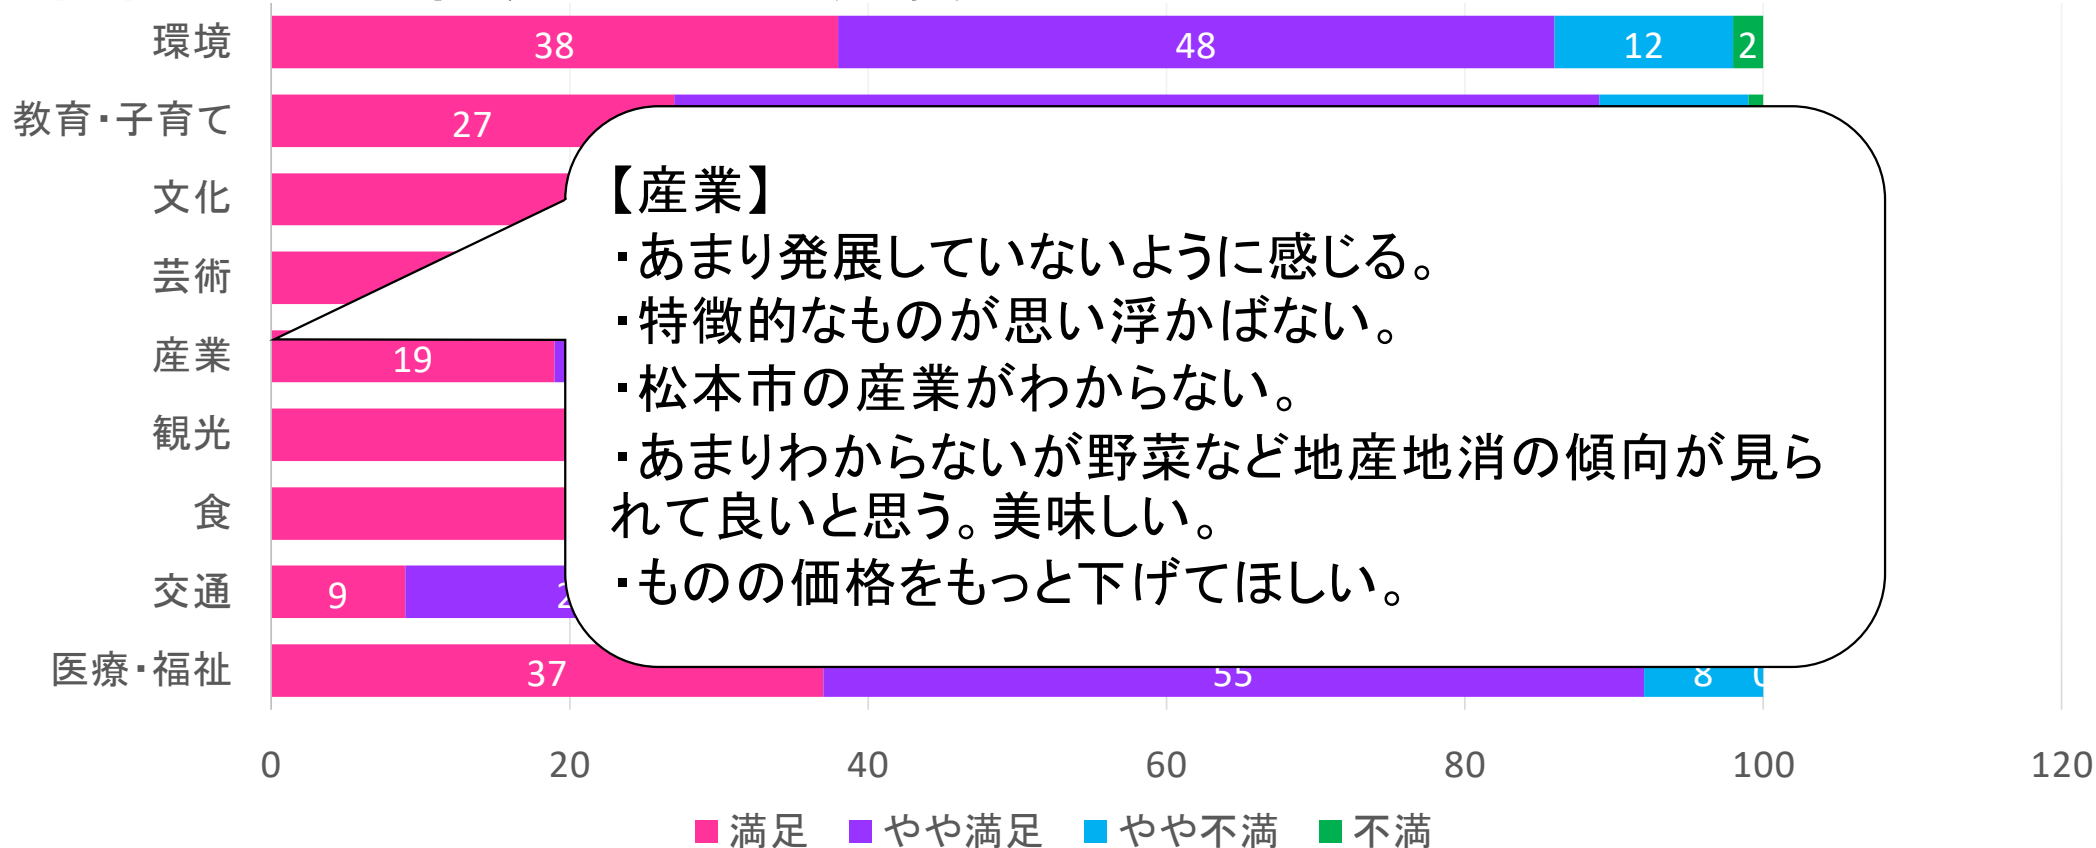 環境 38 48 12 2
教育・子育て 27
文化
芸術
産業 19
観光
食
交通 9
医療・福祉 37 55 8
【産業】
・あまり発展していないように感じる。
・特徴的なものが思い浮かばない。
・松本市の産業がわからない。
・あまりわからないが野菜など地産地消の傾向が見ら
れて良いと思う。美味しい。
・ものの価格をもっと下げてほしい。
0 20 40 60 80 100 120
満足 やや満足 やや不満 不満